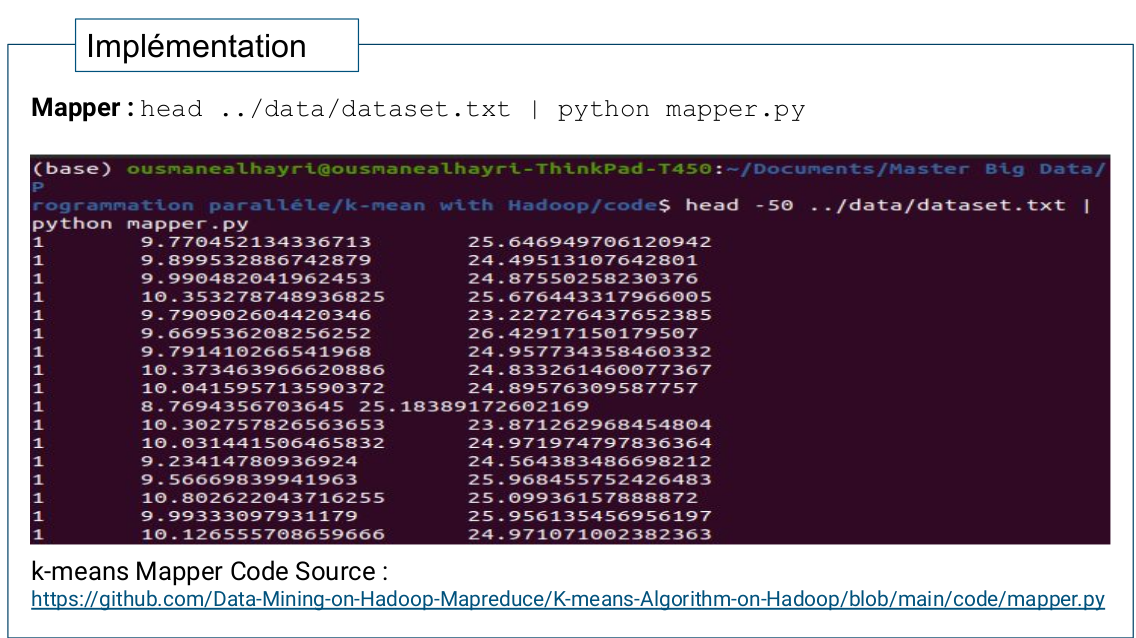 Implémentation
Mapper : head ../data/dataset.txt | python mapper.py
(base) ousmanealhayri@ousmanealhayri-ThinkPad-T450:~/Documents/Master Big Data/
P
rogrammation paralléle/k-mean with Hadoop/code$ head -50 ../data/dataset.txt |
python mapper.py
1 9.770452134336713 25.646949706120942
1 9.899532886742879 24.49513107642801
1 9.990482041962453 24.87550258230376
1 10.353278748936825 25.676443317966005
1 9.790902604420346 23.227276437652385
1 9.669536208256252 26.42917150179507
1 9.791410266541968 24.957734358460332
1 10.373463966620886 24.833261460077367
1 10.041595713590372 24.89576309587757
1 8.7694356703645 25.18389172602169
1 10.302757826563653 23.871262968454804
1 10.031441506465832 24.971974797836364
1 9.23414780936924 24.564383486698212
1 9.56669839941963 25.968455752426483
1 10.802622043716255 25.09936157888872
1 9.99333097931179 25.956135456956197
1 10.126555708659666 24.971071002382363
k-means Mapper Code Source :
https://github.com/Data-Mining-on-Hadoop-Mapreduce/K-means-Algorithm-on-Hadoop/blob/main/code/mapper.py